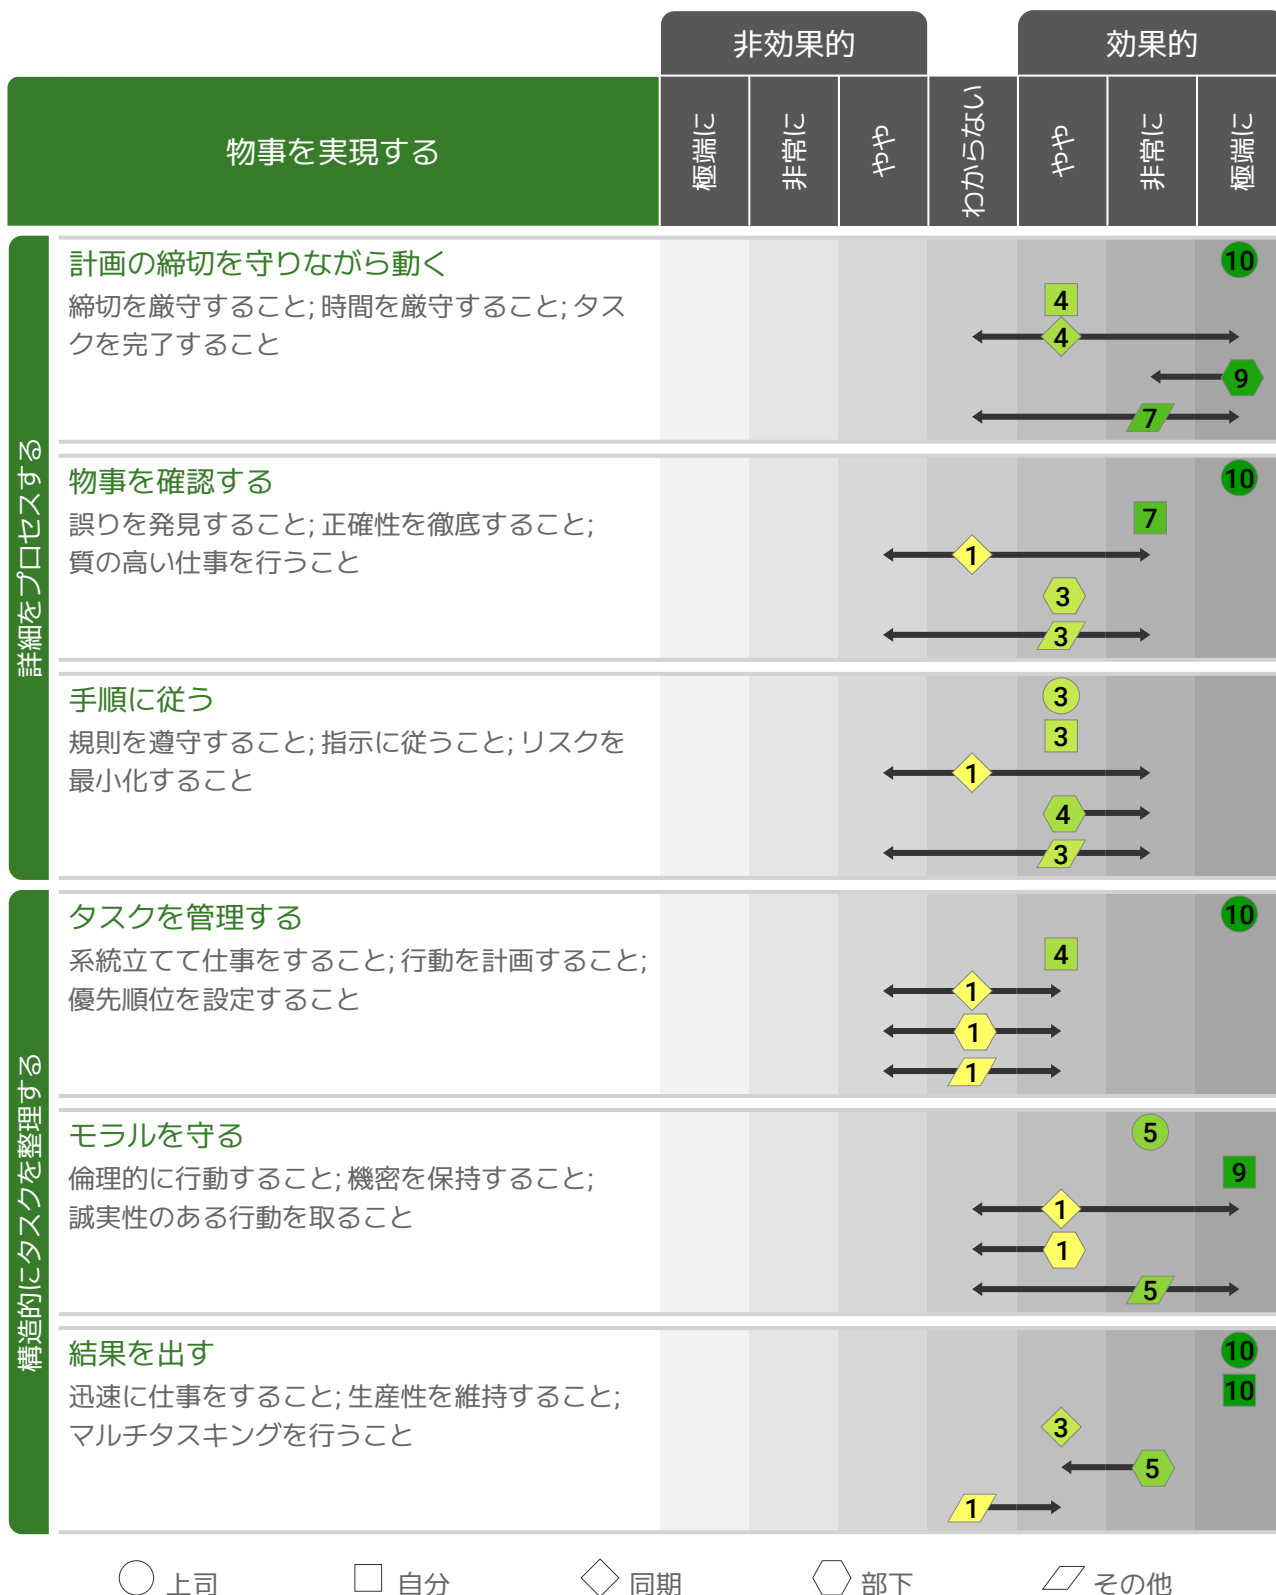 非効果的
効果的
物事を実現する
極端に
非常に
やや
わからない
やや
非常に
極端に
詳細をプロセスする
計画の締切を守りながら動く
締切を厳守すること; 時間を厳守すること; タス
クを完了すること
10
4
4
9
7
物事を確認する
誤りを発見すること; 正確性を徹底すること;
質の高い仕事を行うこと
10
7
1
3
3
手順に従う
規則を遵守すること; 指示に従うこと; リスクを
最小化すること
3
3
1
4
3
構造的にタスクを整理する
タスクを管理する
系統立てて仕事をすること; 行動を計画すること;
優先順位を設定すること
10
4
1
1
1
モラルを守る
倫理的に行動すること; 機密を保持すること;
誠実性のある行動を取ること
5
9
1
1
5
結果を出す
迅速に仕事をすること; 生産性を維持すること;
マルチタスキングを行うこと
10
10
3
5
1
上司 自分 同期 部下 その他